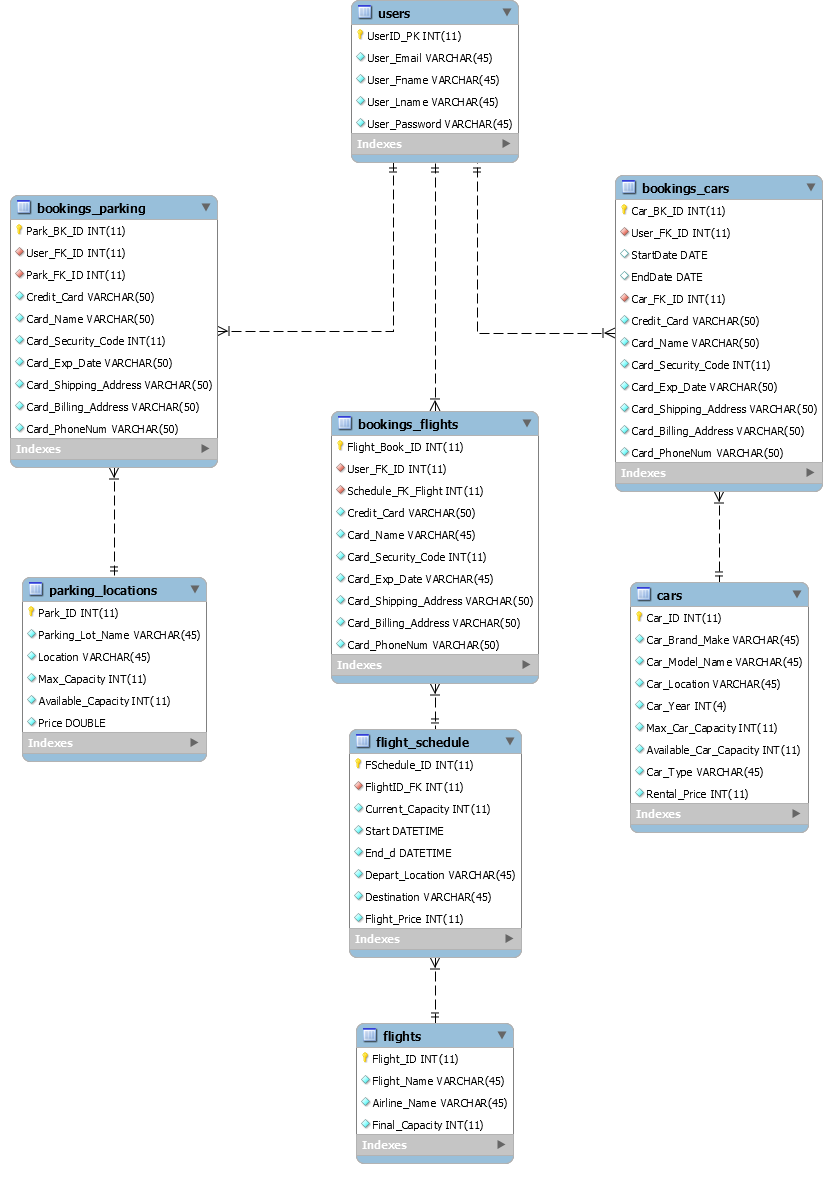 users
UserID_PK INT(11)
User_Email VARCHAR(45)
User_Fname VARCHAR(45)
User_Lname VARCHAR(45)
User_Password VARCHAR(45)
Indexes
bookings_parking
Park_BK_ID INT(11)
User_FK_ID INT(11)
Park_FK_ID INT(11)
Credit_Card VARCHAR(50)
Card_Name VARCHAR(50)
Card_Security_Code INT(11)
Card_Exp_Date VARCHAR(50)
Card_Shipping_Address VARCHAR(50)
Card_Billing_Address VARCHAR(50)
Card_PhoneNum VARCHAR(50)
Indexes
bookings_cars
Car_BK_ID INT(11)
User_FK_ID INT(11)
StartDate DATE
EndDate DATE
Car_FK_ID INT(11)
Credit_Card VARCHAR(50)
Card_Name VARCHAR(50)
Card_Security_Code INT(11)
Card_Exp_Date VARCHAR(50)
Card_Shipping_Address VARCHAR(50)
Card_Billing_Address VARCHAR(50)
Card_PhoneNum VARCHAR(50)
Indexes
bookings_flights
Flight_Book_ID INT(11)
User_FK_ID INT(11)
Schedule_FK_Flight INT(11)
Credit_Card VARCHAR(50)
Card_Name VARCHAR(45)
Card_Security_Code INT(11)
Card_Exp_Date VARCHAR(45)
Card_Shipping_Address VARCHAR(50)
Card_Billing_Address VARCHAR(50)
Card_PhoneNum VARCHAR(50)
Indexes
parking_locations
Park_ID INT(11)
Parking_Lot_Name VARCHAR(45)
Location VARCHAR(45)
Max_Capacity INT(11)
Available_Capacity INT(11)
Price DOUBLE
Indexes
cars
Car_ID INT(11)
Car_Brand_Make VARCHAR(45)
Car_Model_Name VARCHAR(45)
Car_Location VARCHAR(45)
Car_Year INT(4)
Max_Car_Capacity INT(11)
Available_Car_Capacity INT(11)
Car_Type VARCHAR(45)
Rental_Price INT(11)
Indexes
flight_schedule
FSchedule_ID INT(11)
FlightID_FK INT(11)
Current_Capacity INT(11)
Start DATETIME
End_d DATETIME
Depart_Location VARCHAR(45)
Destination VARCHAR(45)
Flight_Price INT(11)
Indexes
flights
Flight_ID INT(11)
Flight_Name VARCHAR(45)
Airline_Name VARCHAR(45)
Final_Capacity INT(11)
Indexes